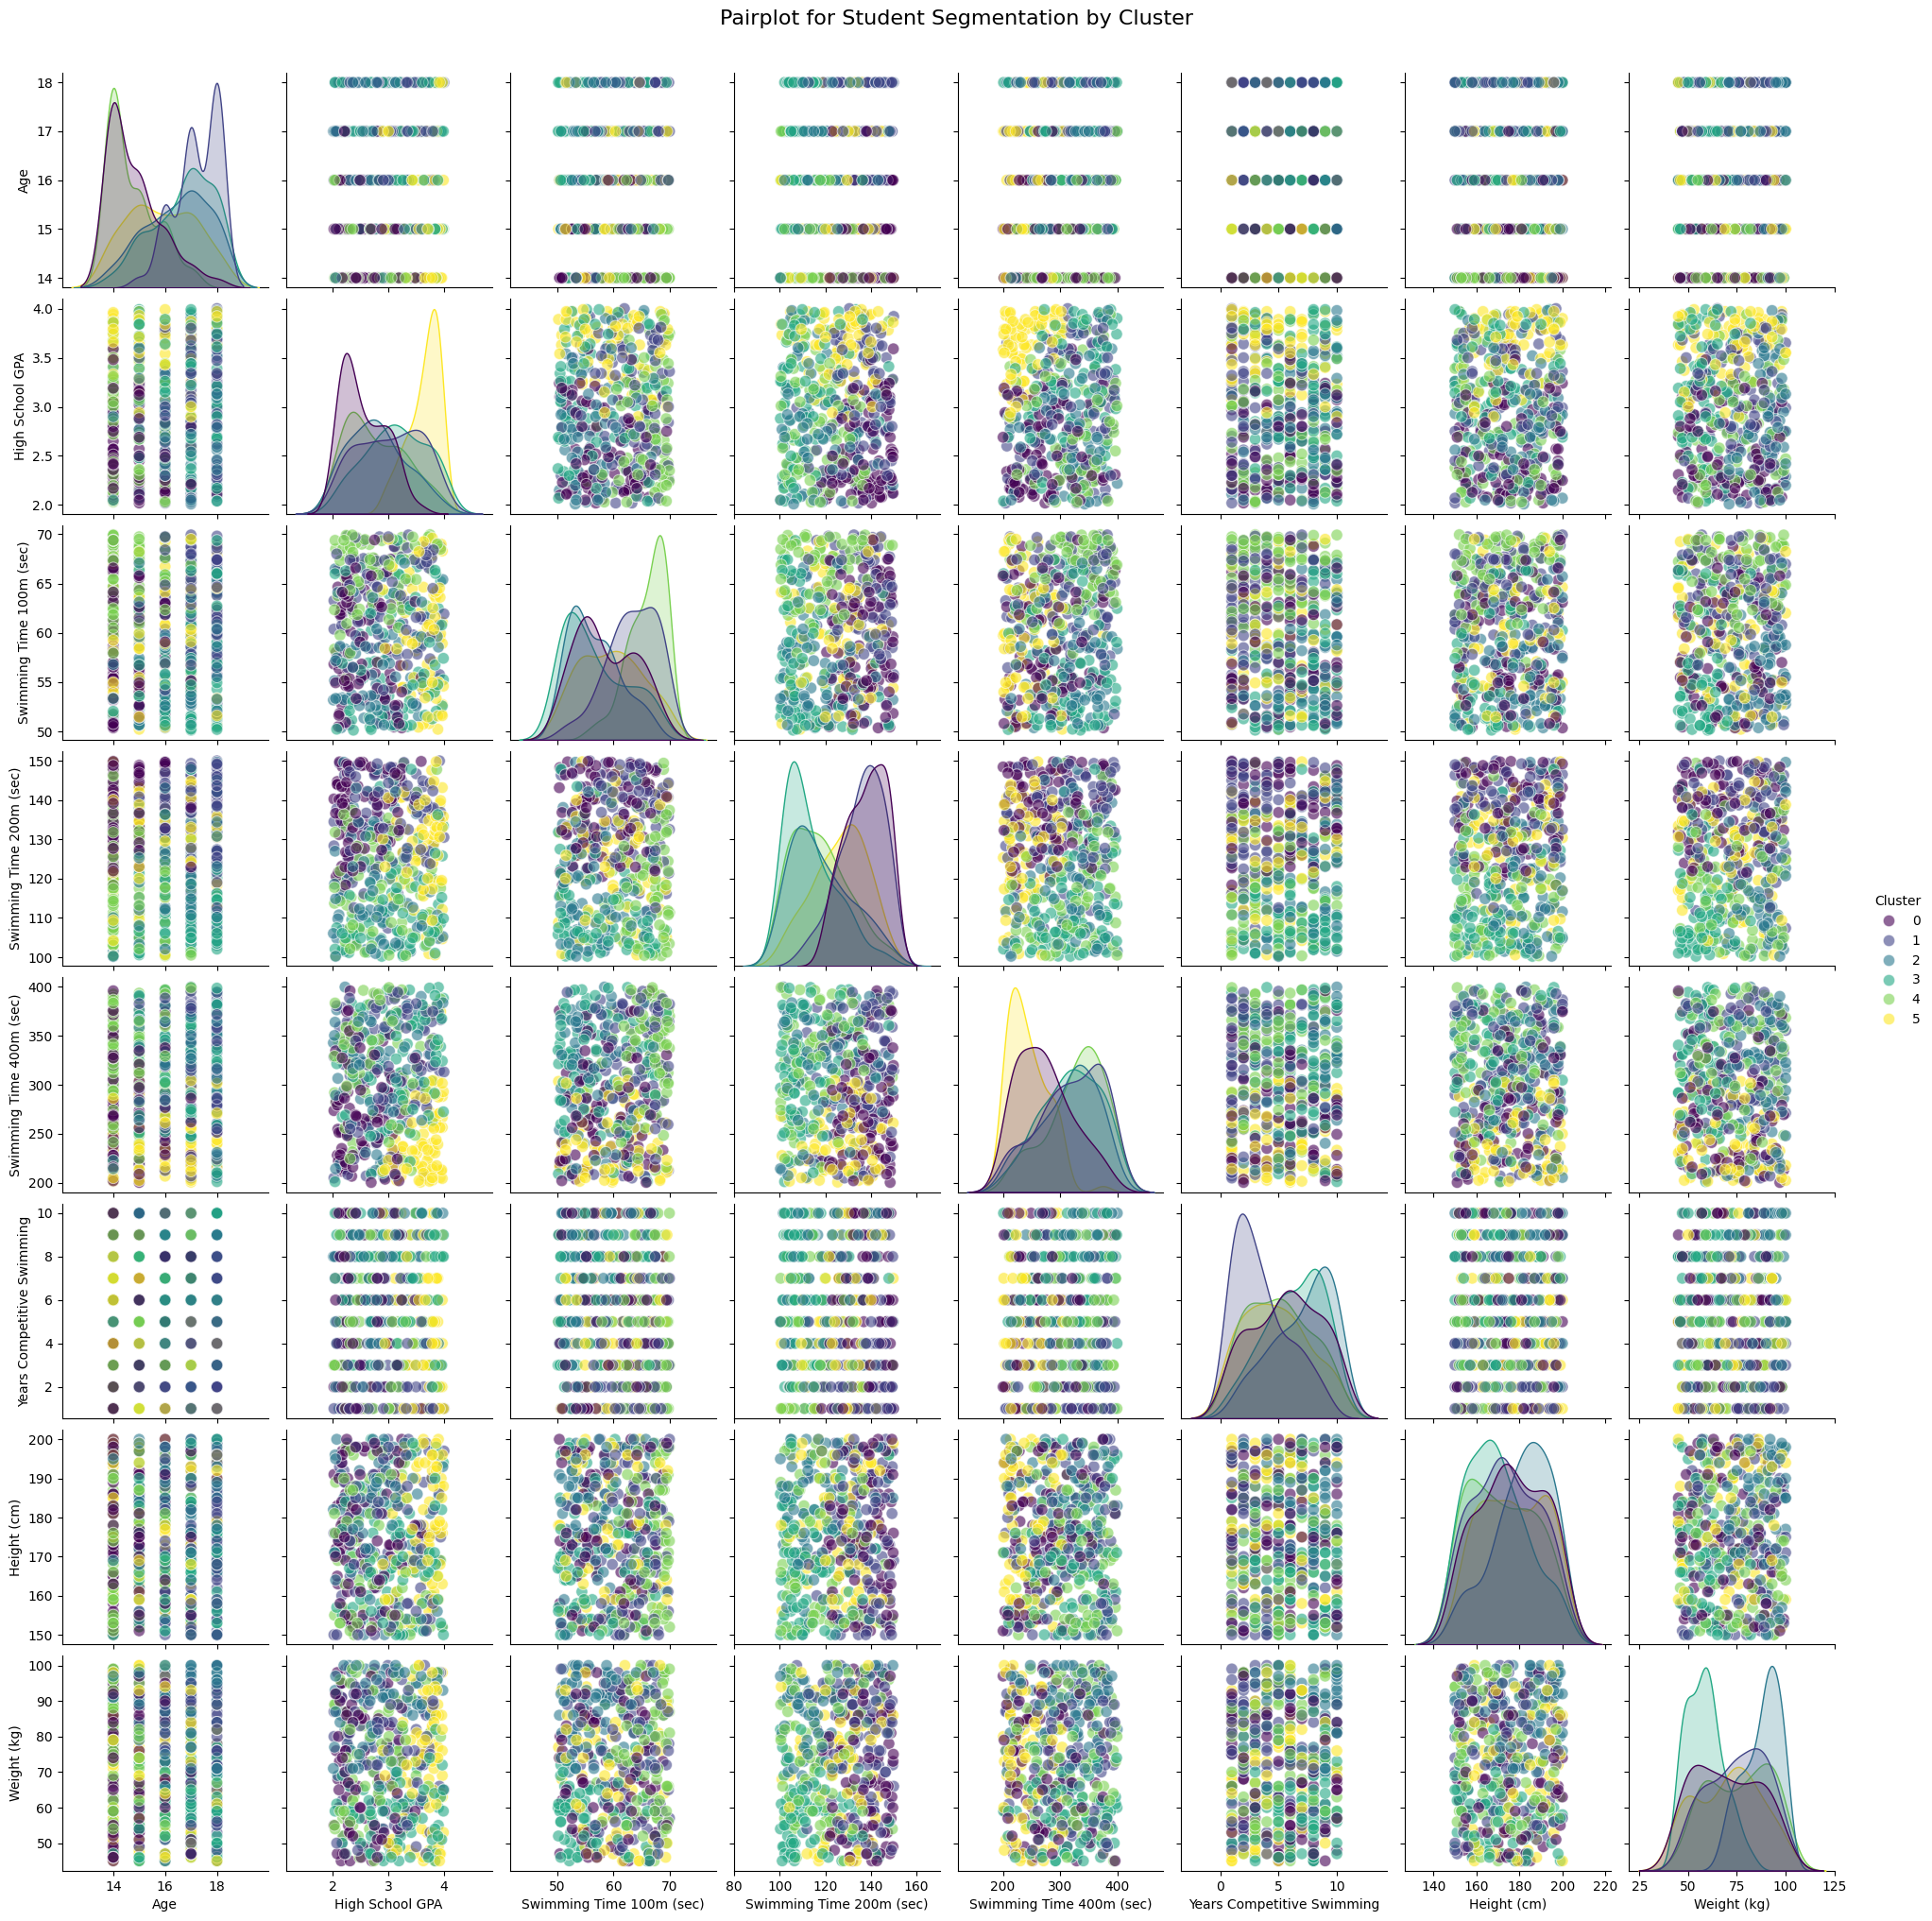 Pairplot for Student Segmentation by Cluster
18
17
16
15
14
Age
4.0
3.5
3.0
2.5
2.0
High School GPA
70
65
60
55
50
Swimming Time 100m (sec)
150
140
130
120
110
100
Swimming Time 200m (sec)
Cluster
0
1
2
3
4
5
400
350
300
250
200
Swimming Time 400m (sec)
10
8
6
4
2
Years Competitive Swimming
200
190
180
170
160
150
Height (cm)
100
90
80
70
60
50
Weight (kg)
14 16 18
2 3 4
50 60 70
80 100 120 140 160
200 300 400
0 5 10
140 160 180 200 220
25 50 75 100 125
Age
High School GPA
Swimming Time 100m (sec)
Swimming Time 200m (sec)
Swimming Time 400m (sec)
Years Competitive Swimming
Height (cm)
Weight (kg)